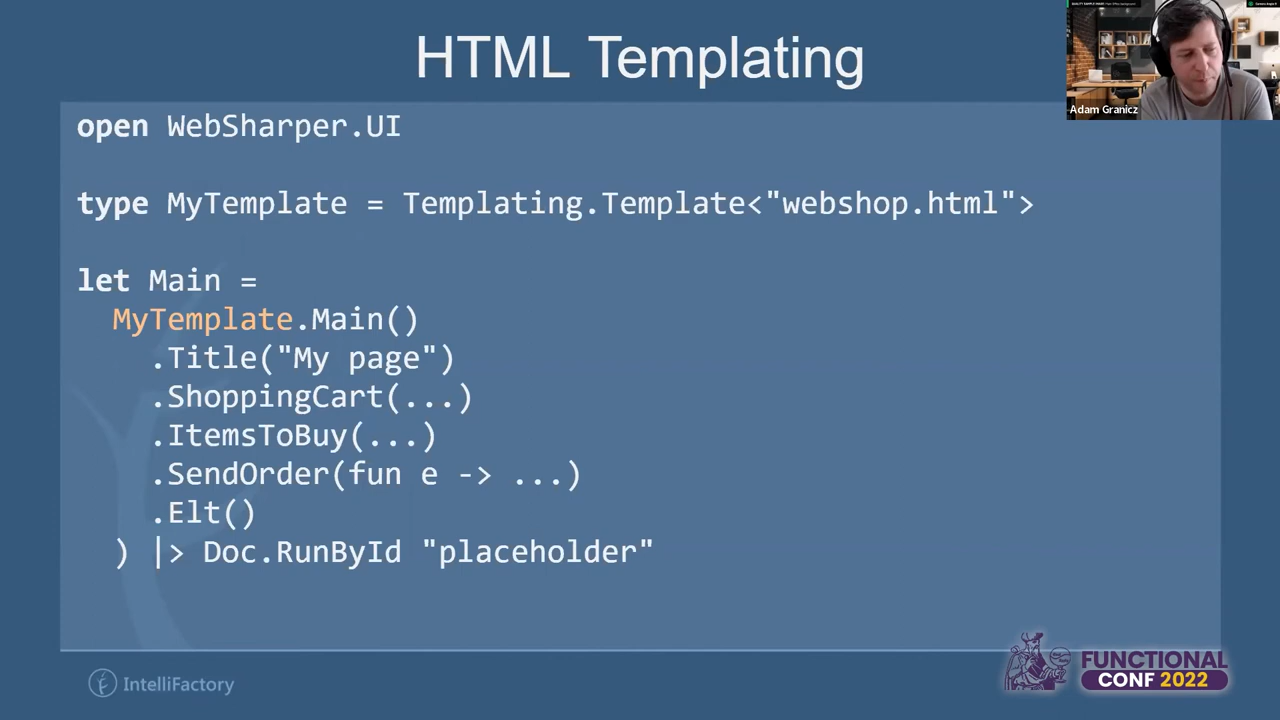 HTML Templating
Adam Granicz
open WebSharper.UI
type MyTemplate = Templating.Template<"webshop.html">
let Main =
MyTemplate.Main()
.Title("My page")
.ShoppingCart(...)
.ItemsToBuy(...)
.SendOrder(fun e -> ...)
.Elt()
) |> Doc.RunById "placeholder"
IntelliFactory
FUNCTIONAL
CONF 2022